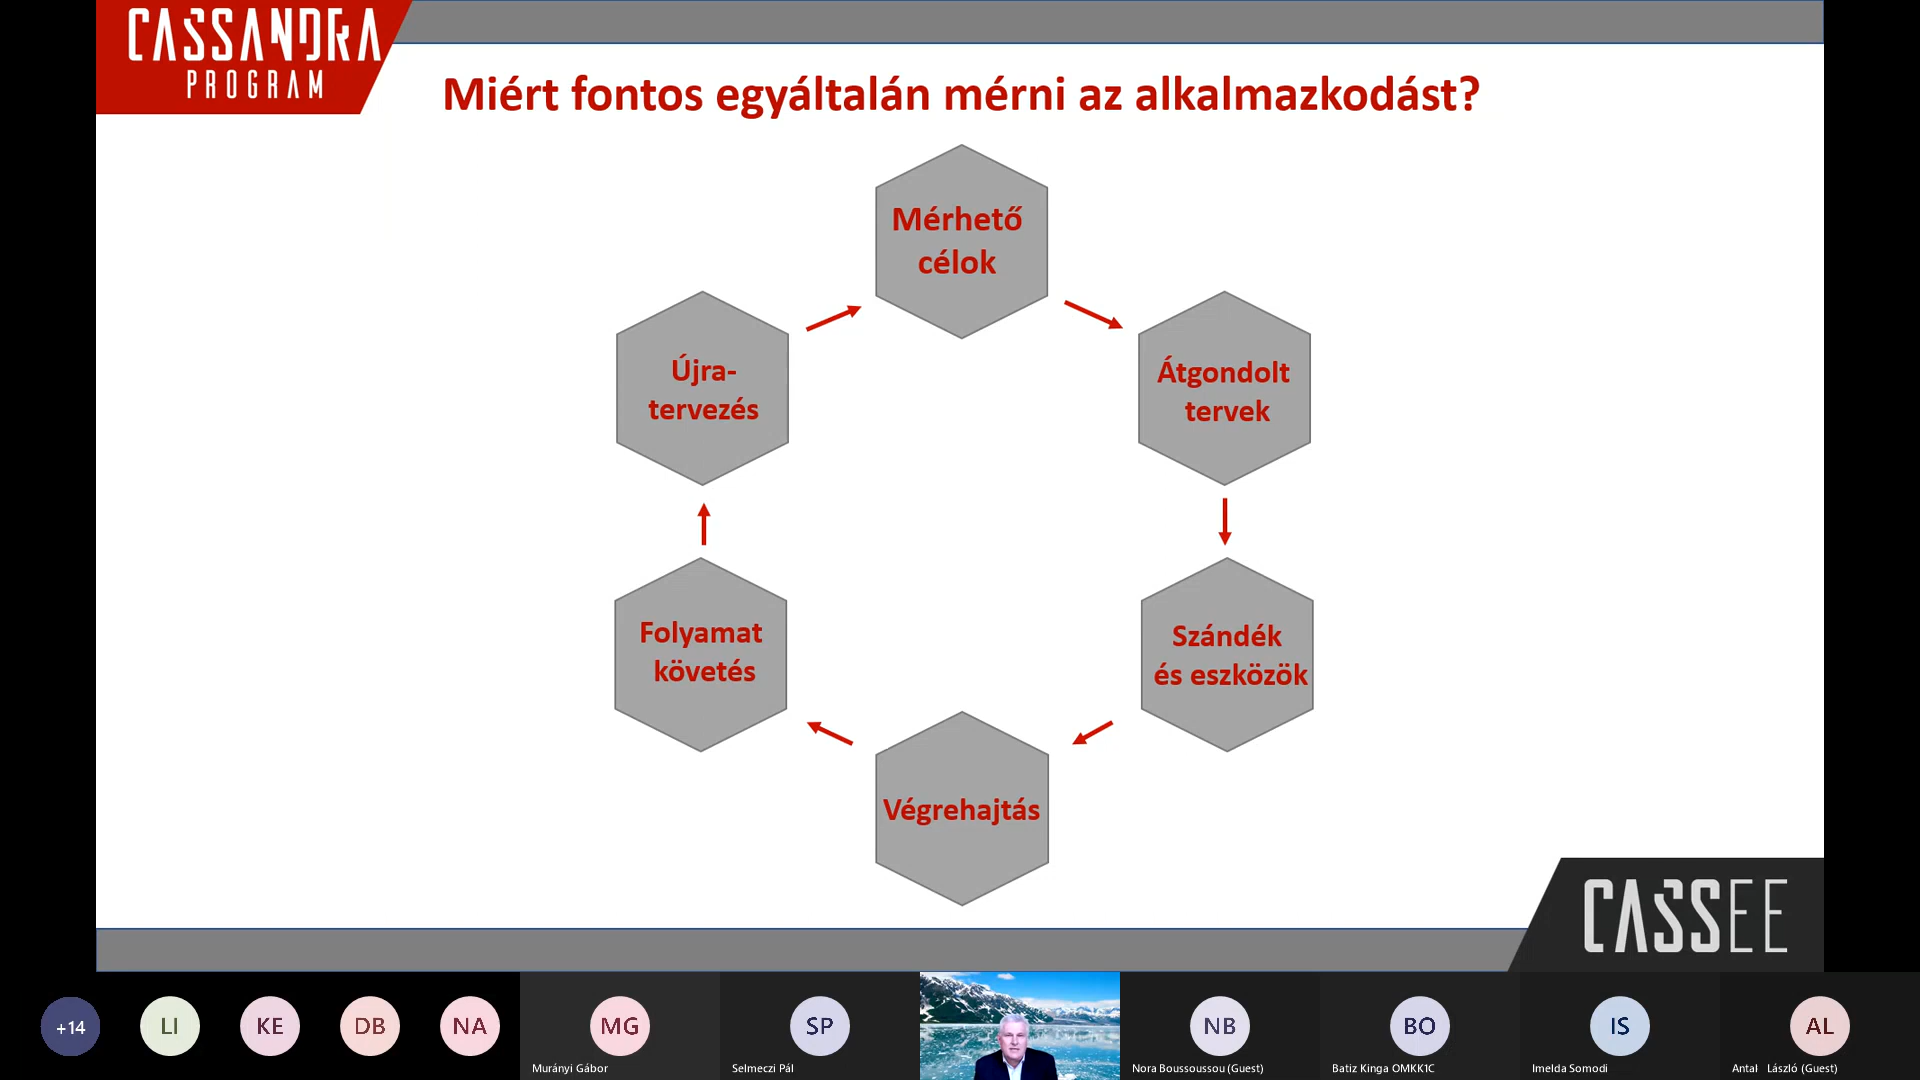 CASSANDRA
PROGRAM
Miért fontos egyáltalán mérni az alkalmazkodást?
Mérhető
célok
Újra-
tervezés
Átgondolt
tervek
Folyamat
követés
Szándék
és eszközök
Végrehajtás
CASSEE
+14
LI
KE
DB
NA
MG
SP
NB
BO
IS
AL
Murányi Gábor
Selmeczi Pál
Nora Boussoussou (Guest)
Batiz Kinga OMKK1C
Imelda Somodi
Antal László (Guest)